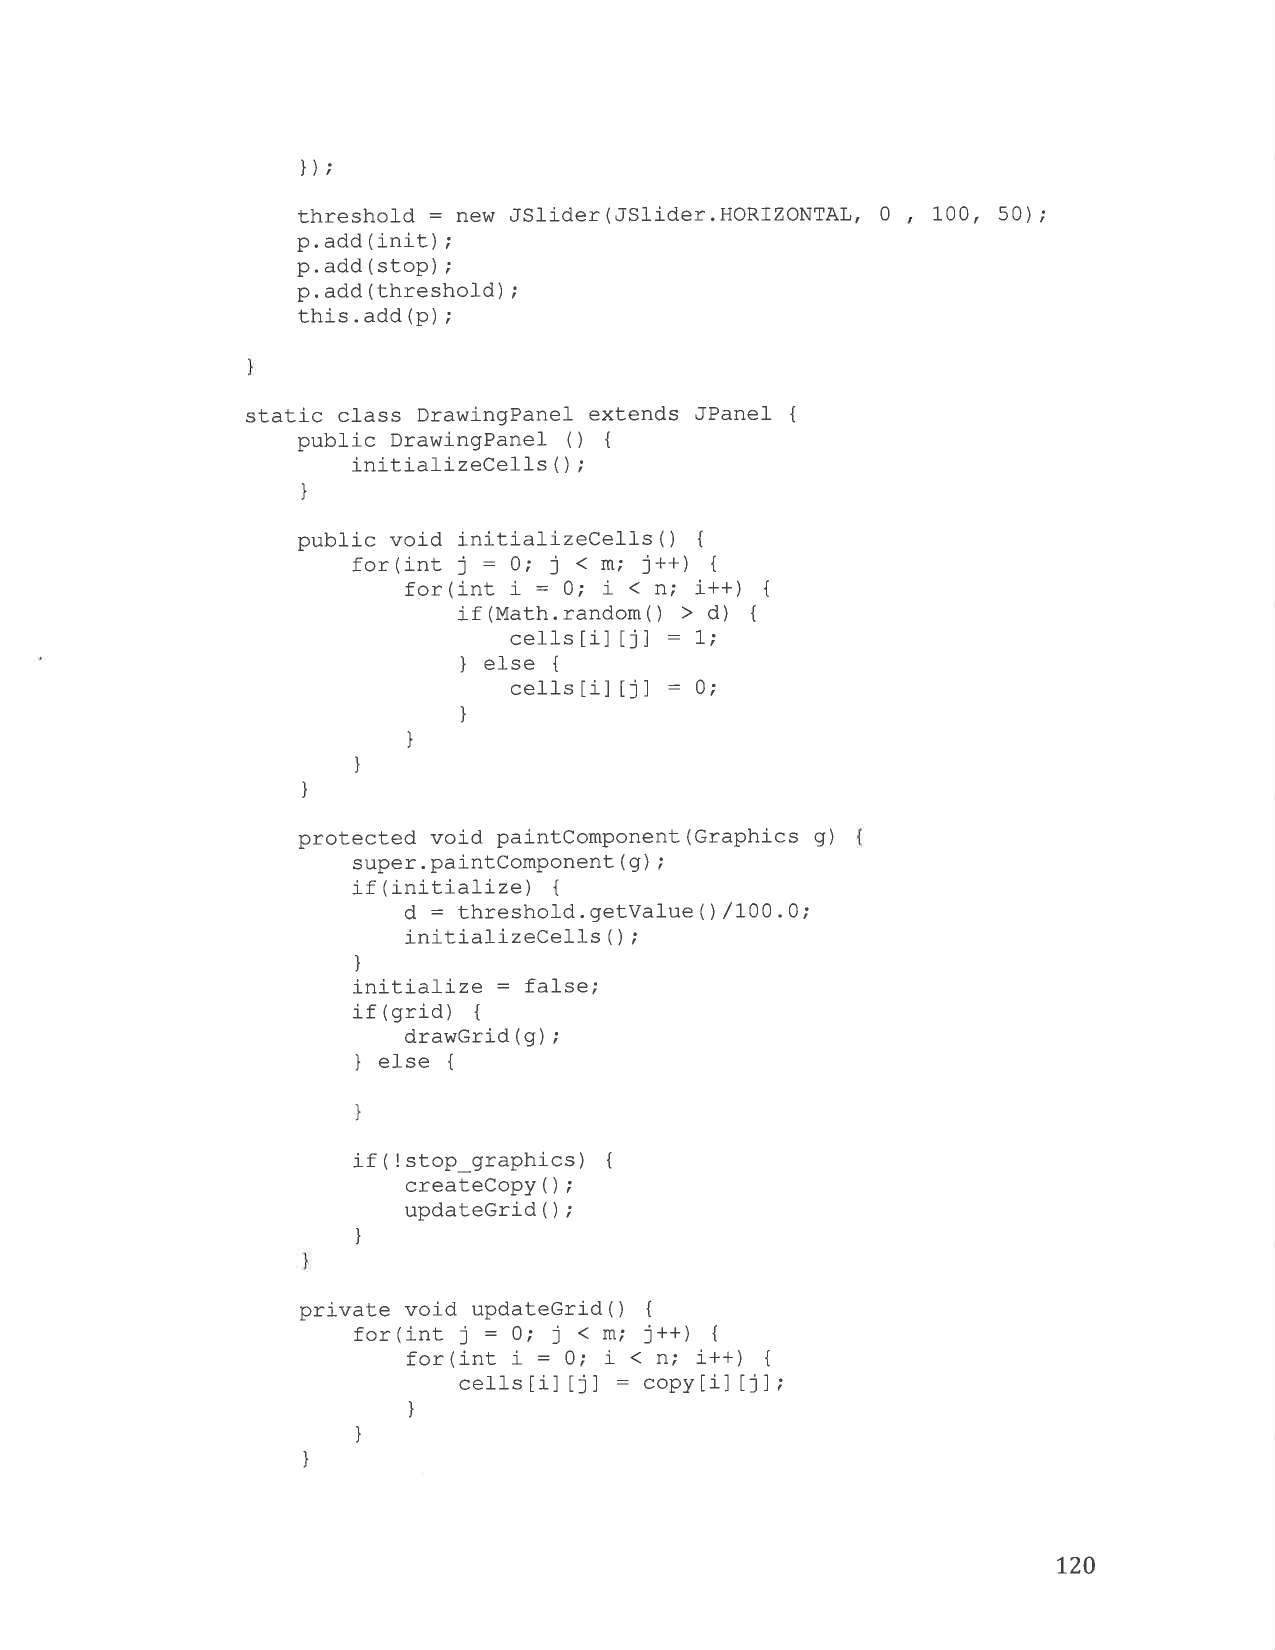 });
threshold = new JSlider(JSlider.HORIZONTAL, 0 , 100, 50);
p.add(init);
p.add(stop);
p.add(threshold);
this.add(p);
}
static class DrawingPanel extends JPanel {
public DrawingPanel () {
initializeCells();
}
public void initializeCells() {
for(int j = 0; j < m; j++) {
for(int i = 0; i < n; i++) {
if(Math.random() > d) {
cells[i][j] = 1;
} else {
cells[i][j] = 0;
}
}
}
}
protected void paintComponent(Graphics g) {
super.paintComponent(g);
if(initialize) {
d = threshold.getValue()/100.0;
initializeCells();
}
initialize = false;
if(grid) {
drawGrid(g);
} else {
}
if(!stop_graphics) {
createCopy();
updateGrid();
}
}
private void updateGrid() {
for(int j = 0; j < m; j++) {
for(int i = 0; i < n; i++) {
cells[i][j] = copy[i][j];
}
}
}
120